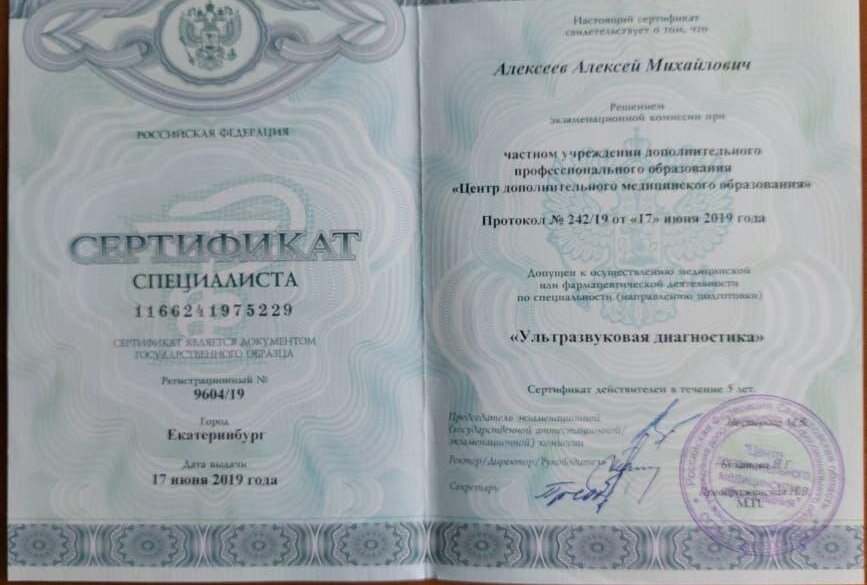 РОССИЙСКАЯ ФЕДЕРАЦИЯ
СЕРТИФИКАТ
СПЕЦИАЛИСТА
1166241975229
СЕРТИФИКАТ ЯВЛЯЕТСЯ ДОКУМЕНТОМ
ГОСУДАРСТВЕННОГО ОБРАЗЦА
Регистрационный №
9604/19
Город
Екатеринбург
Дата выдачи
17 июня 2019 года
Настоящий сертификат
свидетельствует о том, что
Алексеев Алексей Михайлович
Решением
экзаменационной комиссии при
частном учреждении дополнительного
профессионального образования
«Центр дополнительного медицинского образования»
Протокол № 242/19 от «17» июня 2019 года
Допущен к осуществлению медицинской
или фармацевтической деятельности
по специальности (направлению подготовки)
«Ультразвуковая диагностика»
Сертификат действителен в течение 5 лет.
Председатель экзаменационной
(государственной аттестационной/
экзаменационной) комиссии
Нестерова М.В.
Ректор/Директор/Руководитель
Секретарь
М.П.